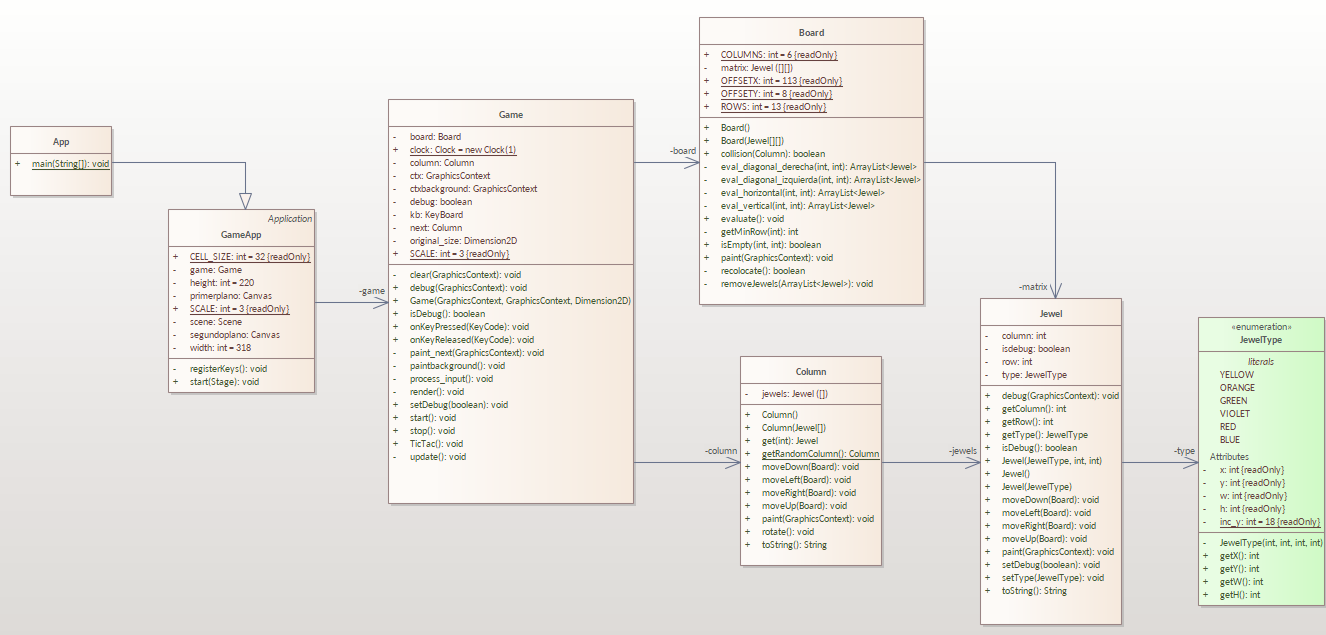 App
+ main(String[]): void
Application
GameApp
+ CELL_SIZE: int = 32 {readOnly}
- game: Game
- height: int = 220
- primerplano: Canvas
+ SCALE: int = 3 {readOnly}
- scene: Scene
- segundoplano: Canvas
- width: int = 318
- registerKeys(): void
+ start(Stage): void
-game
Game
- board: Board
+ clock: Clock = new Clock(1)
- column: Column
- ctx: GraphicsContext
- ctxbackground: GraphicsContext
- debug: boolean
- kb: KeyBoard
- next: Column
- original_size: Dimension2D
+ SCALE: int = 3 {readOnly}
- clear(GraphicsContext): void
- debug(GraphicsContext): void
+ Game(GraphicsContext, GraphicsContext, Dimension2D)
+ isDebug(): boolean
+ onKeyPressed(KeyCode): void
+ onKeyReleased(KeyCode): void
- paint_next(GraphicsContext): void
- paintbackground(): void
- process_input(): void
- render(): void
+ setDebug(boolean): void
+ start(): void
+ stop(): void
+ TicTac(): void
- update(): void
-board
-column
Board
+ COLUMNS: int = 6 {readOnly}
- matrix: Jewel ([][])
+ OFFSETX: int = 113 {readOnly}
+ OFFSETY: int = 8 {readOnly}
+ ROWS: int = 13 {readOnly}
+ Board()
+ Board(Jewel[][])
+ collision(Column): boolean
- eval_diagonal_derecha(int, int): ArrayList<Jewel>
- eval_diagonal_izquierda(int, int): ArrayList<Jewel>
- eval_horizontal(int, int): ArrayList<Jewel>
- eval_vertical(int, int): ArrayList<Jewel>
+ evaluate(): void
- getMinRow(int): int
+ isEmpty(int, int): boolean
+ paint(GraphicsContext): void
- recolocate(): boolean
- removeJewels(ArrayList<Jewel>): void
-matrix
Column
- jewels: Jewel ([])
+ Column()
+ Column(Jewel[])
+ get(int): Jewel
+ getRandomColumn(): Column
+ moveDown(Board): void
+ moveLeft(Board): void
+ moveRight(Board): void
+ moveUp(Board): void
+ paint(GraphicsContext): void
+ rotate(): void
+ toString(): String
-jewels
Jewel
- column: int
- isdebug: boolean
- row: int
- type: JewelType
+ debug(GraphicsContext): void
+ getColumn(): int
+ getRow(): int
+ getType(): JewelType
+ isDebug(): boolean
+ Jewel(JewelType, int, int)
+ Jewel()
+ Jewel(JewelType)
+ moveDown(Board): void
+ moveLeft(Board): void
+ moveRight(Board): void
+ moveUp(Board): void
+ paint(GraphicsContext): void
+ setDebug(boolean): void
+ setType(JewelType): void
+ toString(): String
-type
«enumeration»
JewelType
literals
YELLOW
ORANGE
GREEN
VIOLET
RED
BLUE
Attributes
- x: int {readOnly}
- y: int {readOnly}
- w: int {readOnly}
- h: int {readOnly}
- inc_y: int = 18 {readOnly}
- JewelType(int, int, int, int)
+ getX(): int
+ getY(): int
+ getW(): int
+ getH(): int